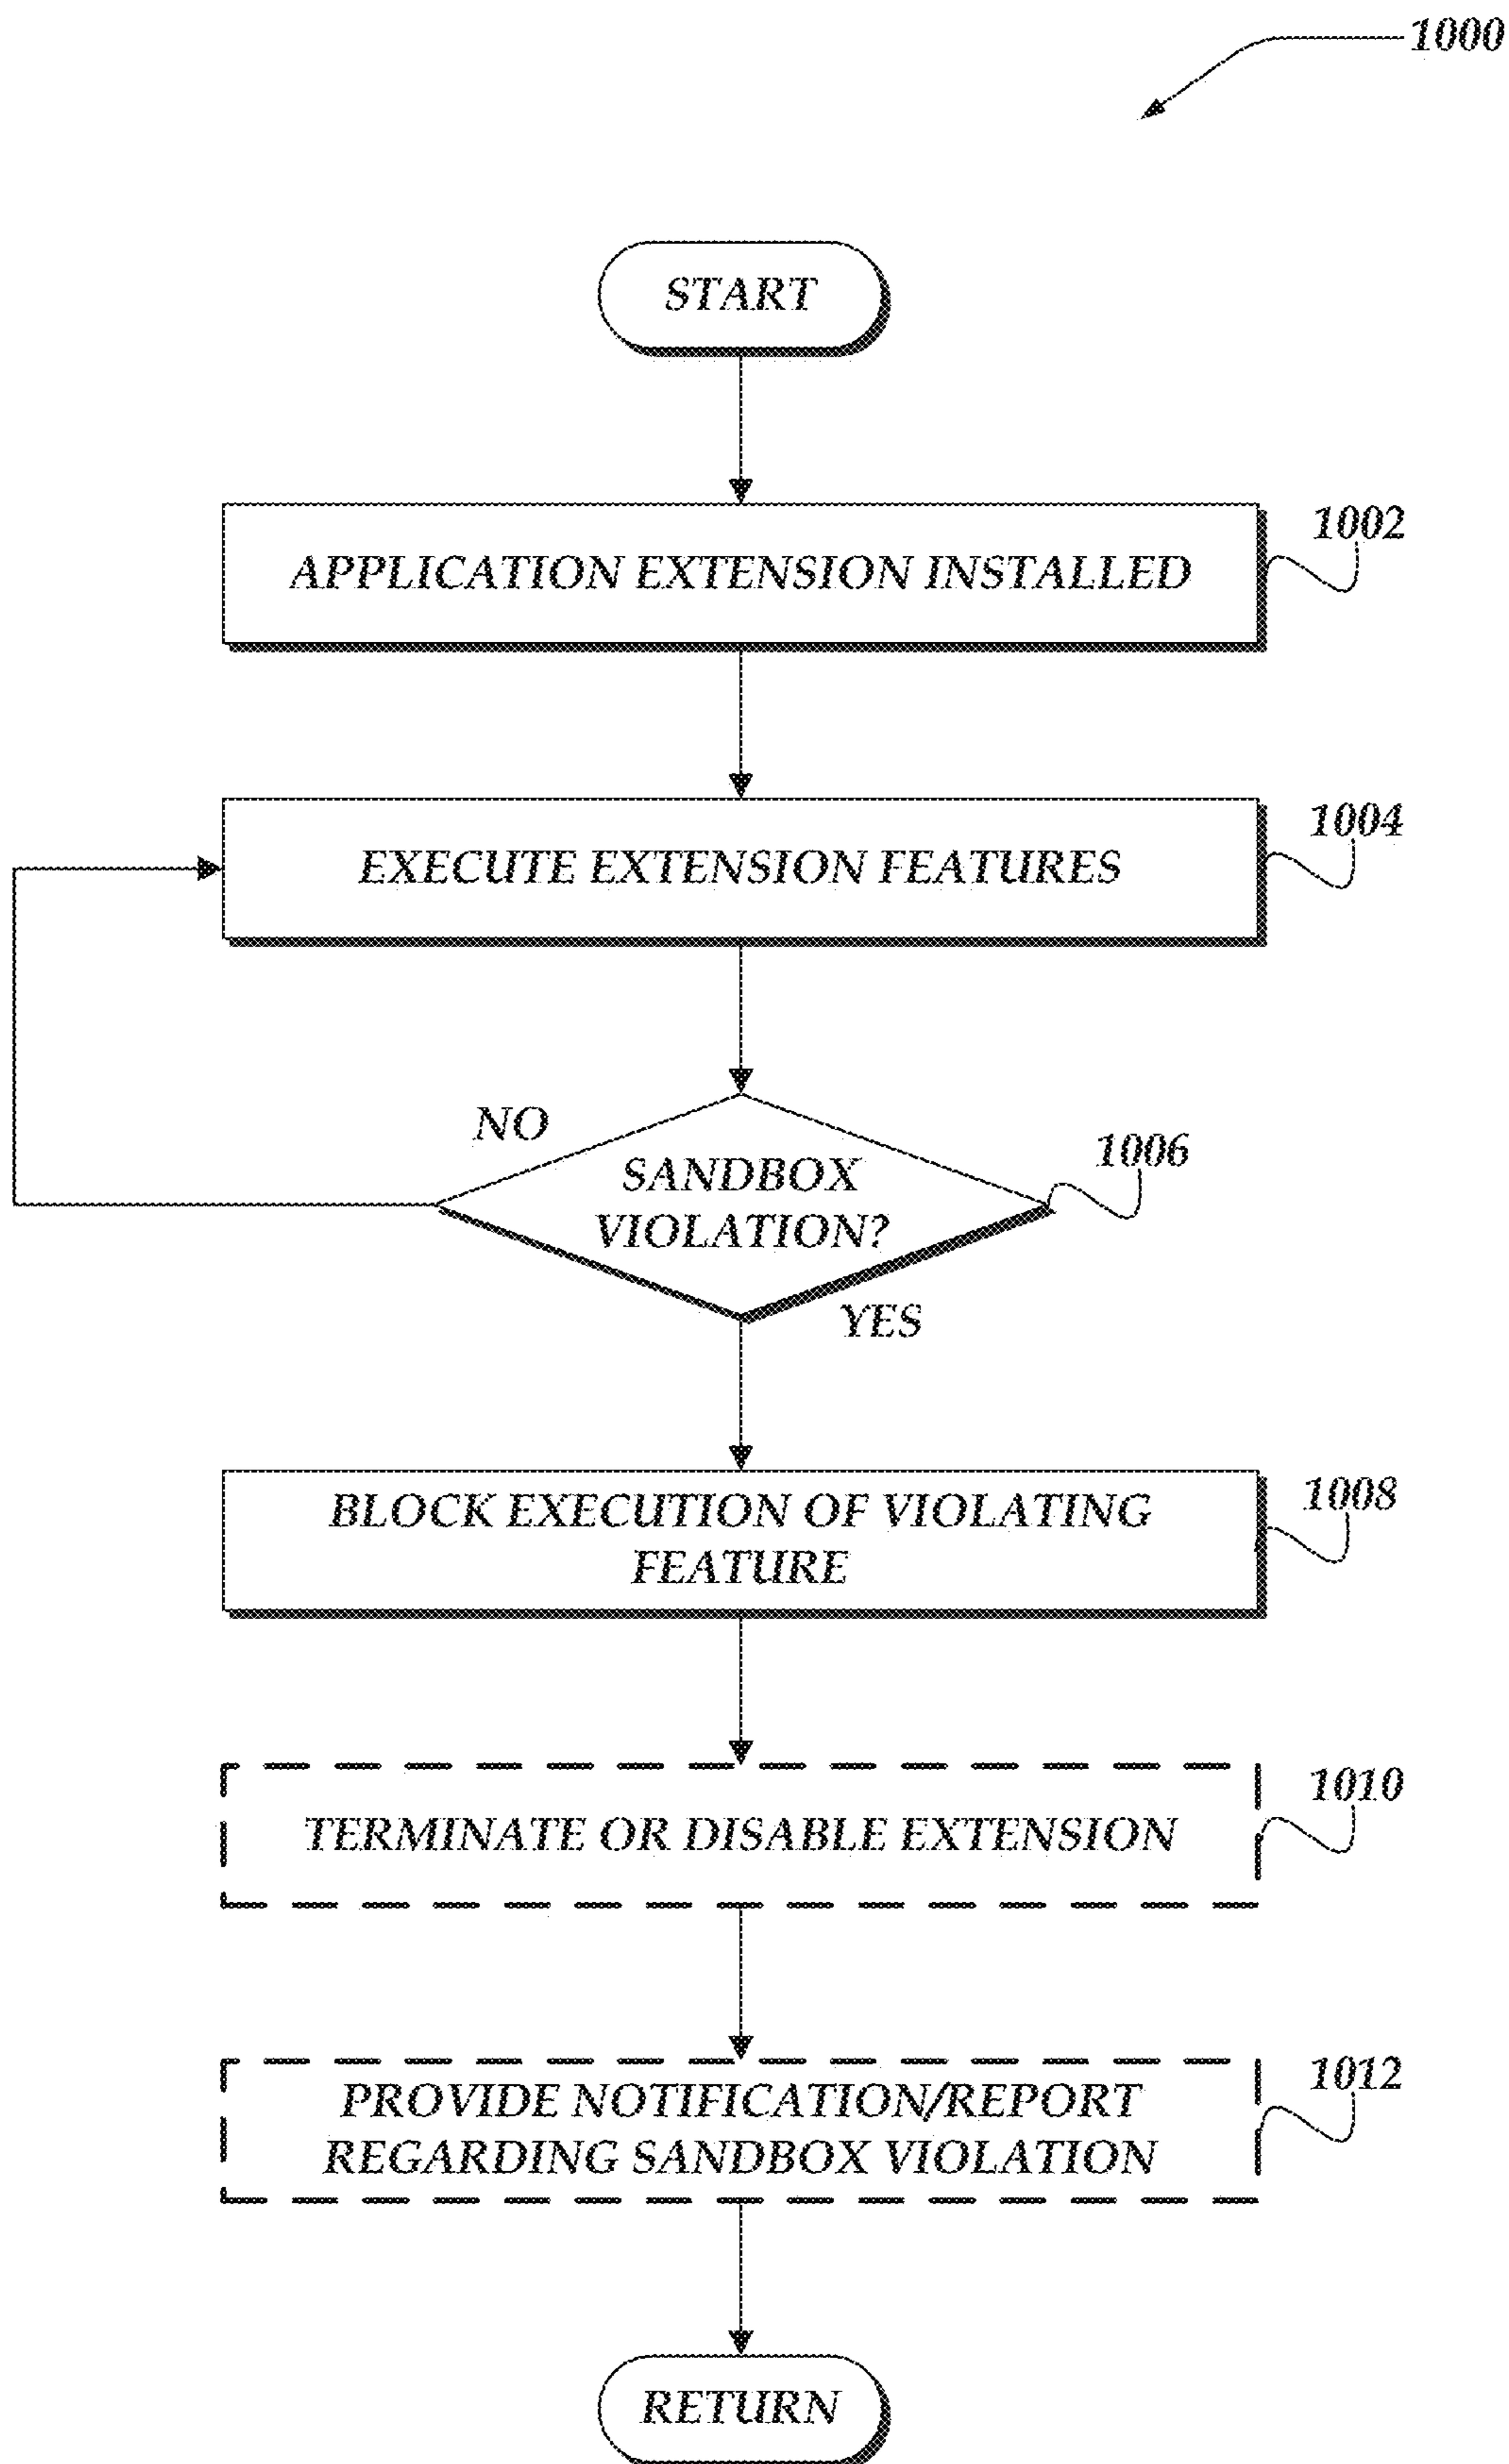 1000
START
APPLICATION EXTENSION INSTALLED
1002
EXECUTE EXTENSION FEATURES
1004
NO
SANDBOX
VIOLATION?
1006
YES
BLOCK EXECUTION OF VIOLATING
FEATURE
1008
TERMINATE OR DISABLE EXTENSION
1010
PROVIDE NOTIFICATION/REPORT
REGARDING SANDBOX VIOLATION
1012
RETURN